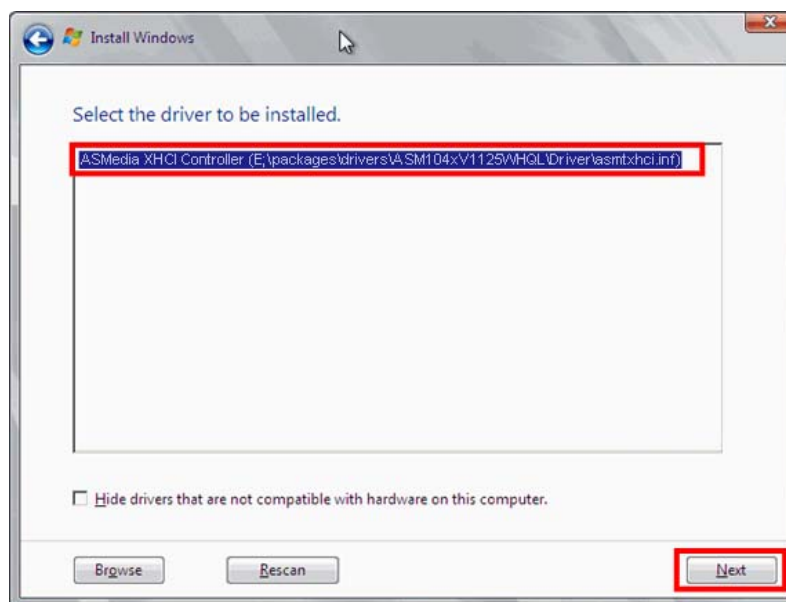 Install Windows
Select the driver to be installed.
ASMedia XHCI Controller (E;\packages\drivers\ASM104xV1125WHQL\Driver\asmtxhci.inf)
Hide drivers that are not compatible with hardware on this computer.
Browse Rescan Next